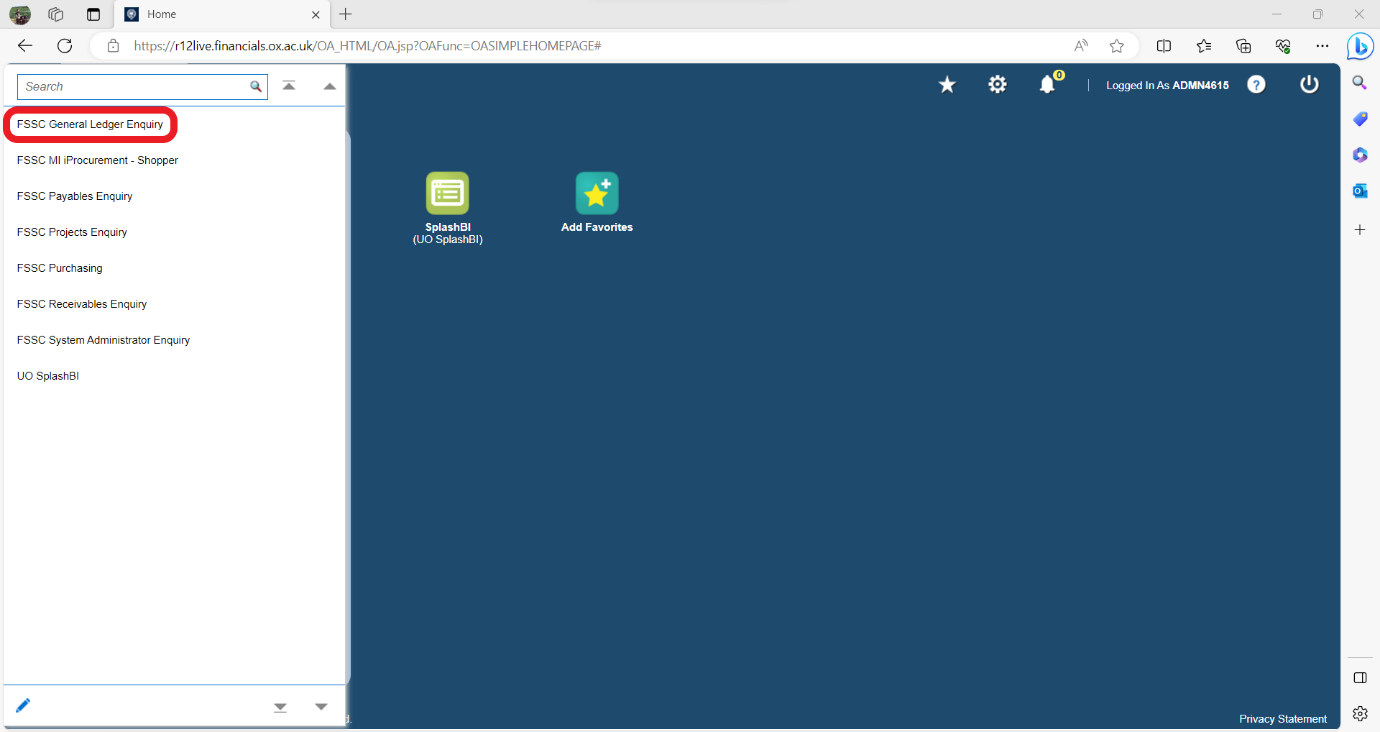 Home
https://r12live.financials.ox.ac.uk/OA_HTML/OA.jsp?OAFunc=OASIMPLEHOMEPAGE#
Search
0
Logged In As ADMN4615
FSSC General Ledger Enquiry
FSSC MI iProcurement - Shopper
FSSC Payables Enquiry
FSSC Projects Enquiry
FSSC Purchasing
FSSC Receivables Enquiry
FSSC System Administrator Enquiry
UO SplashBI
SplashBI
(UO SplashBI)
Add Favorites
d.
Privacy Statement